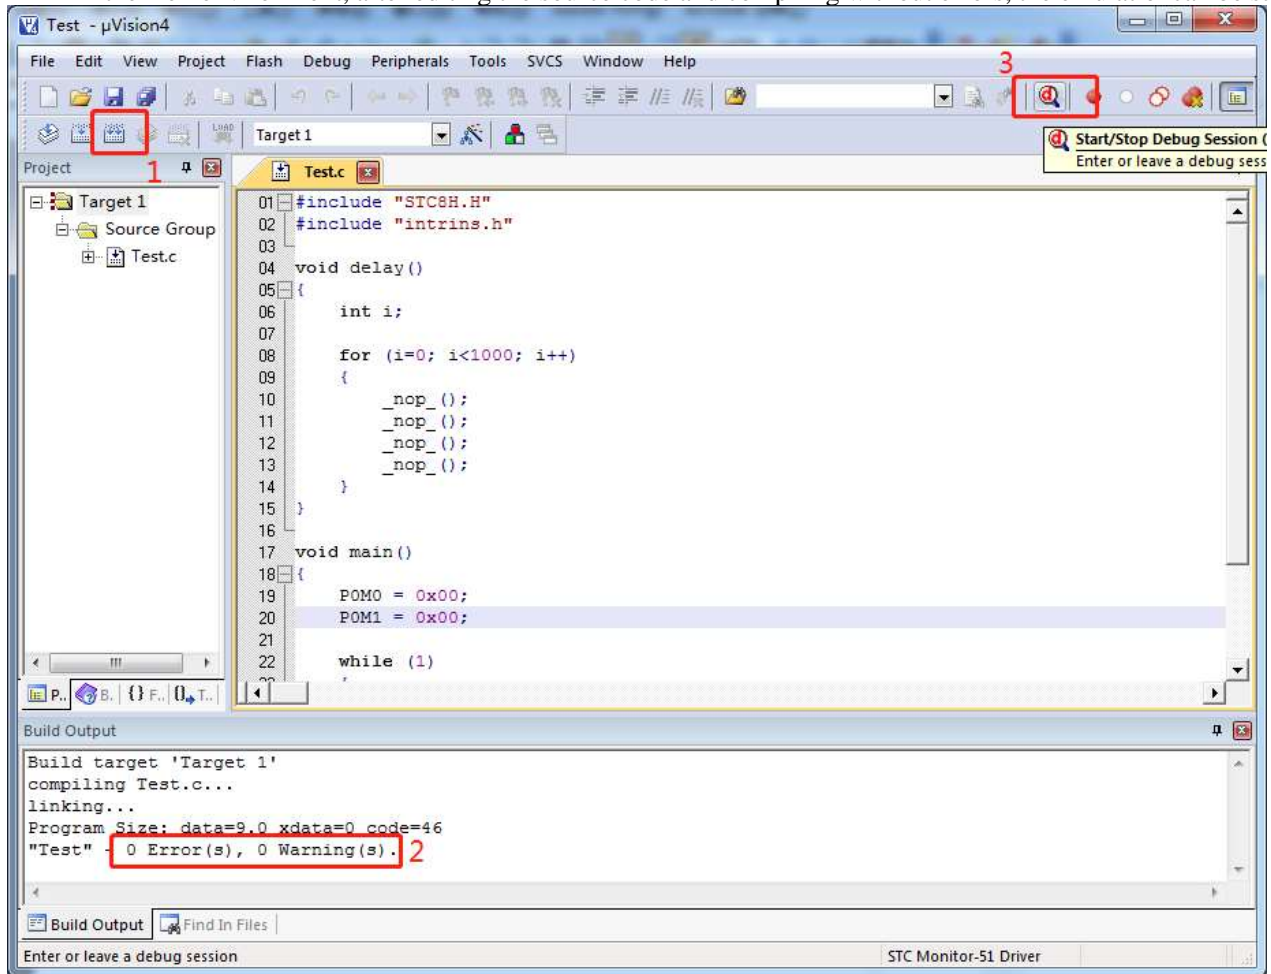 Test - µVision4
File Edit View Project Flash Debug Peripherals Tools SVCS Window Help
3
Target 1
Start/Stop Debug Session (
Enter or leave a debug sess
Project
1
Test.c
Target 1
Source Group
Test.c
01 #include "STC8H.H"
02 #include "intrins.h"
03
04 void delay()
05 {
06 int i;
07
08 for (i=0; i<1000; i++)
09 {
10 _nop_();
11 _nop_();
12 _nop_();
13 _nop_();
14 }
15 }
16
17 void main()
18 {
19 P0M0 = 0x00;
20 P0M1 = 0x00;
21
22 while (1)
P.. B. {} F.. T..
Build Output
Build target 'Target 1'
compiling Test.c...
linking...
Program Size: data=9.0 xdata=0 code=46
"Test" - 0 Error(s), 0 Warning(s).
2
Build Output Find In Files
Enter or leave a debug session STC Monitor-51 Driver